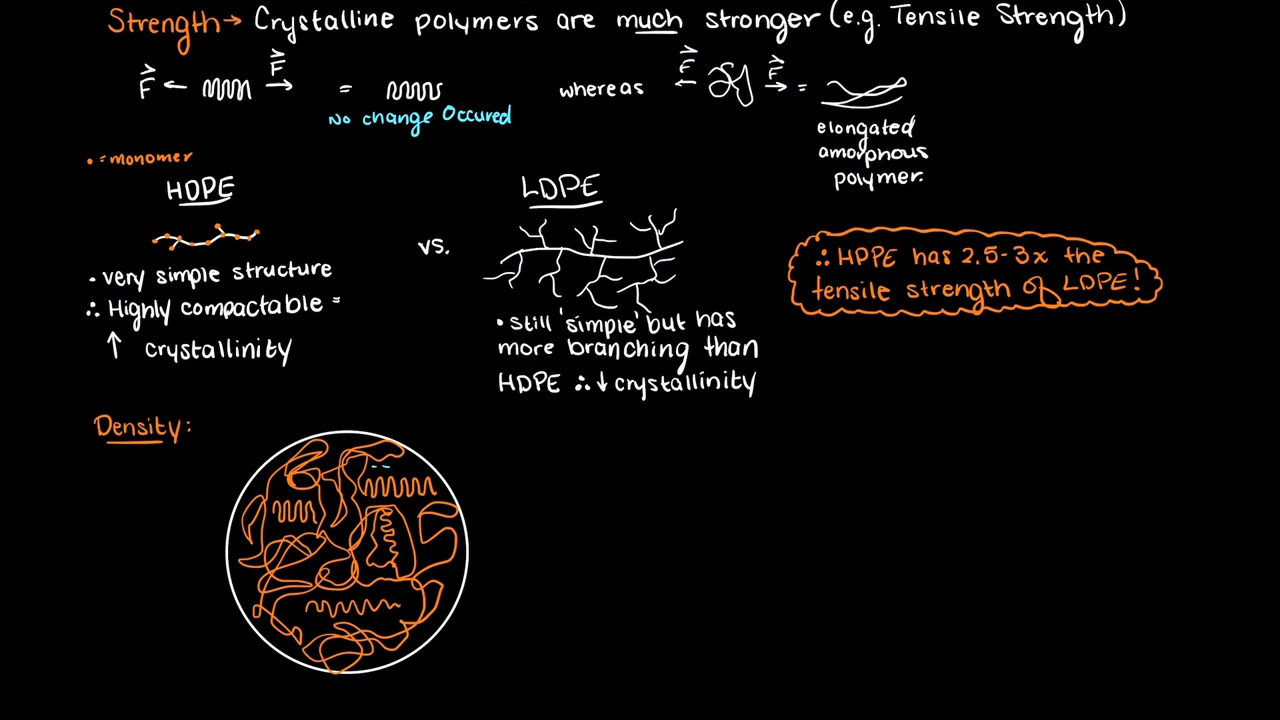 Strength → Crystalline polymers are much stronger (e.g. Tensile Strength)
F ← → F = whereas F ← → F =
No change Occured
elongated
amorphous
polymer.
• = monomer
HDPE
vs.
LDPE
• very simple structure
∴ Highly compactable =
↑ crystallinity
• still 'simple' but has
more branching than
HDPE ∴ ↓ crystallinity
∴ HDPE has 2.5-3x the
tensile strength of LDPE!
Density: